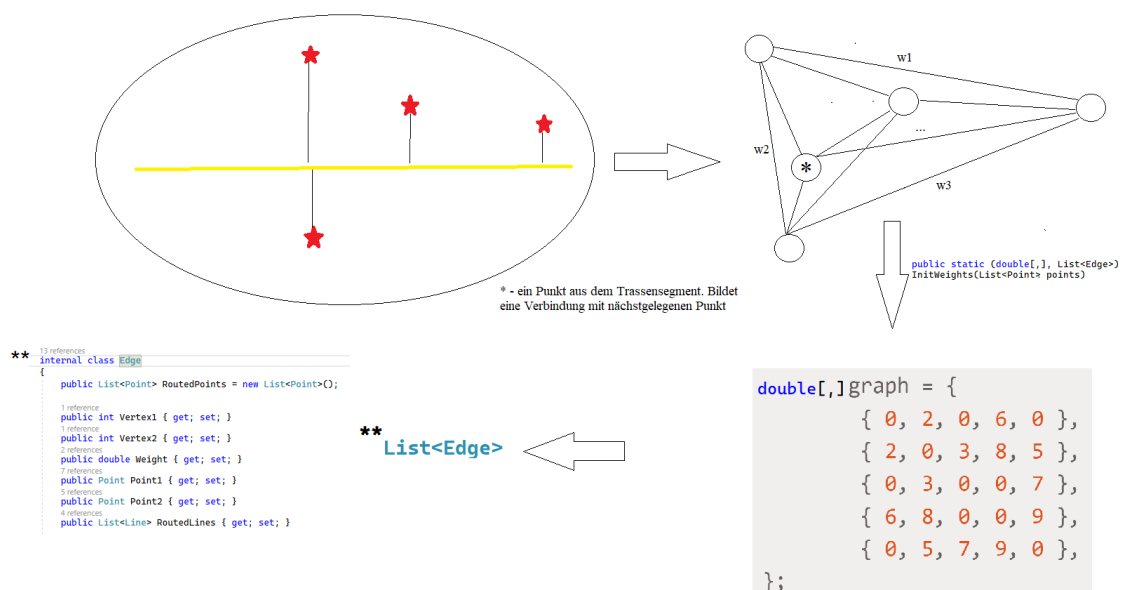 w1
...
w2
*
w3
* - ein Punkt aus dem Trassensegment. Bildet
eine Verbindung mit nächstgelegenen Punkt
public static (double[,], List<Edge>)
InitWeights(List<Point> points)
**
13 references
internal class Edge
{
public List<Point> RoutedPoints = new List<Point>();
1 reference
public int Vertex1 { get; set; }
1 reference
public int Vertex2 { get; set; }
2 references
public double Weight { get; set; }
7 references
public Point Point1 { get; set; }
5 references
public Point Point2 { get; set; }
4 references
public List<Line> RoutedLines { get; set; }
**
List<Edge>
double[,] graph = {
{ 0, 2, 0, 6, 0 },
{ 2, 0, 3, 8, 5 },
{ 0, 3, 0, 0, 7 },
{ 6, 8, 0, 0, 9 },
{ 0, 5, 7, 9, 0 },
};